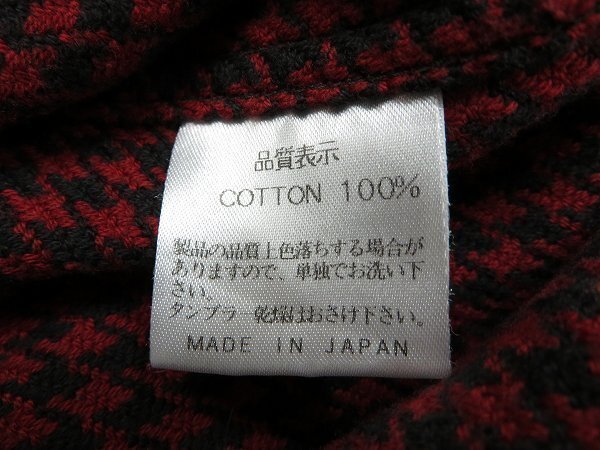 品質表示
COTTON 100%
製品の品質上色落ちする場合が
ありますので、単独でお洗い下
さい。
タンブラー乾燥はおさけ下さい。
MADE IN JAPAN